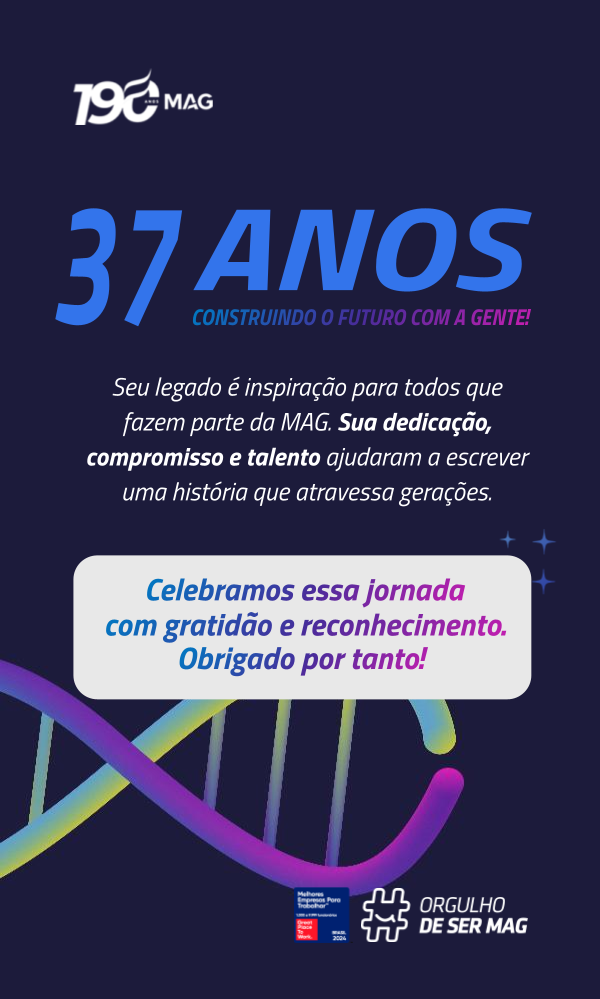 190 ANOS MAG
37 ANOS
CONSTRUINDO O FUTURO COM A GENTE!
Seu legado é inspiração para todos que
fazem parte da MAG. Sua dedicação,
compromisso e talento ajudaram a escrever
uma história que atravessa gerações.
Celebramos essa jornada
com gratidão e reconhecimento.
Obrigado por tanto!
Melhores
Empresas Para
Trabalhar™
Great
Place
To
Work.
BRASIL
2024
ORGULHO
DE SER MAG